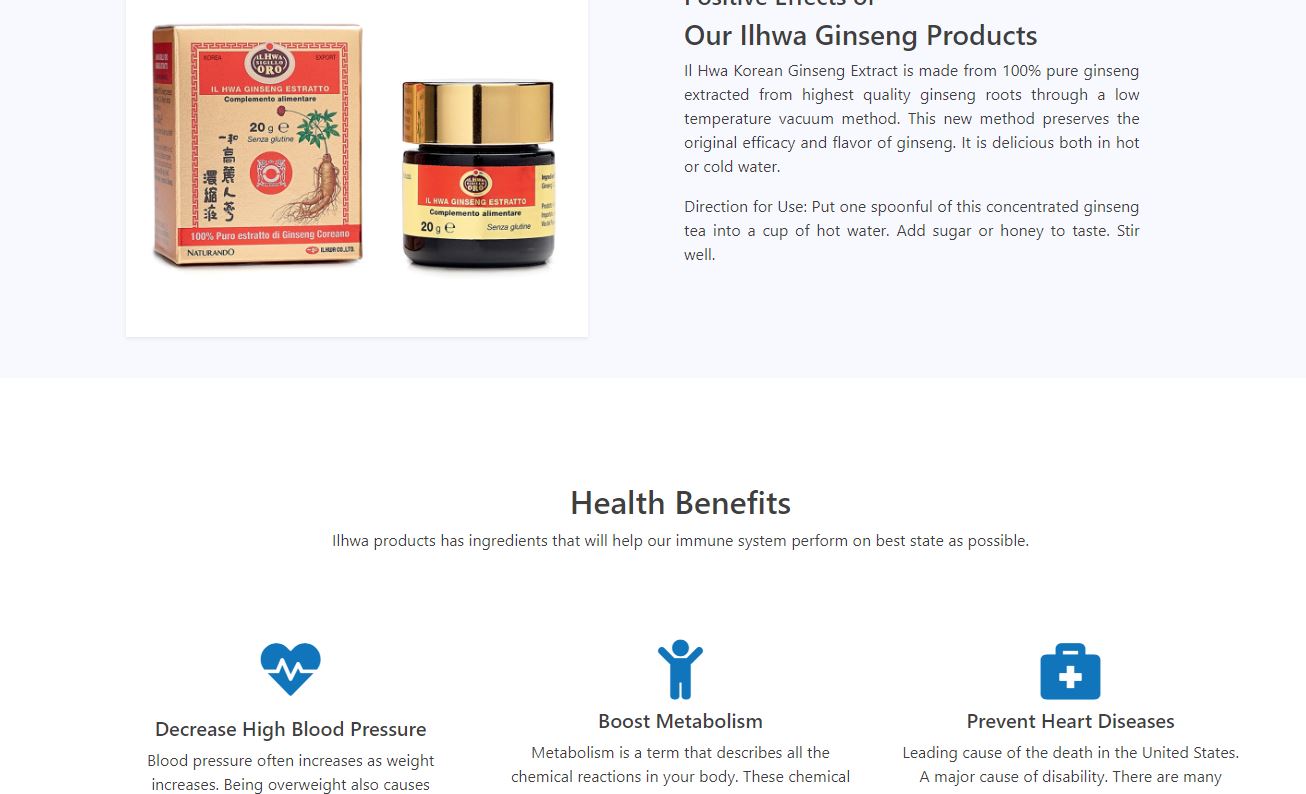 Positive Effects of
Our Ilhwa Ginseng Products
Il Hwa Korean Ginseng Extract is made from 100% pure ginseng
extracted from highest quality ginseng roots through a low
temperature vacuum method. This new method preserves the
original efficacy and flavor of ginseng. It is delicious both in hot
or cold water.
Direction for Use: Put one spoonful of this concentrated ginseng
tea into a cup of hot water. Add sugar or honey to taste. Stir
well.
KOREA
EXPORT
IL HWA
SIGILLO
ORO
IL HWA GINSENG ESTRATTO
Complemento alimentare
20 g ℮
Senza glutine
一和
高麗人蔘
濃縮液
100% Puro estratto di Ginseng Coreano
NATURANDO
ILHWA CO.,LTD.
IL HWA
SIGILLO
ORO
IL HWA GINSENG ESTRATTO
Complemento alimentare
20 g ℮
Senza glutine
Health Benefits
Ilhwa products has ingredients that will help our immune system perform on best state as possible.
Decrease High Blood Pressure
Blood pressure often increases as weight
increases. Being overweight also causes
Boost Metabolism
Metabolism is a term that describes all the
chemical reactions in your body. These chemical
Prevent Heart Diseases
Leading cause of the death in the United States.
A major cause of disability. There are many